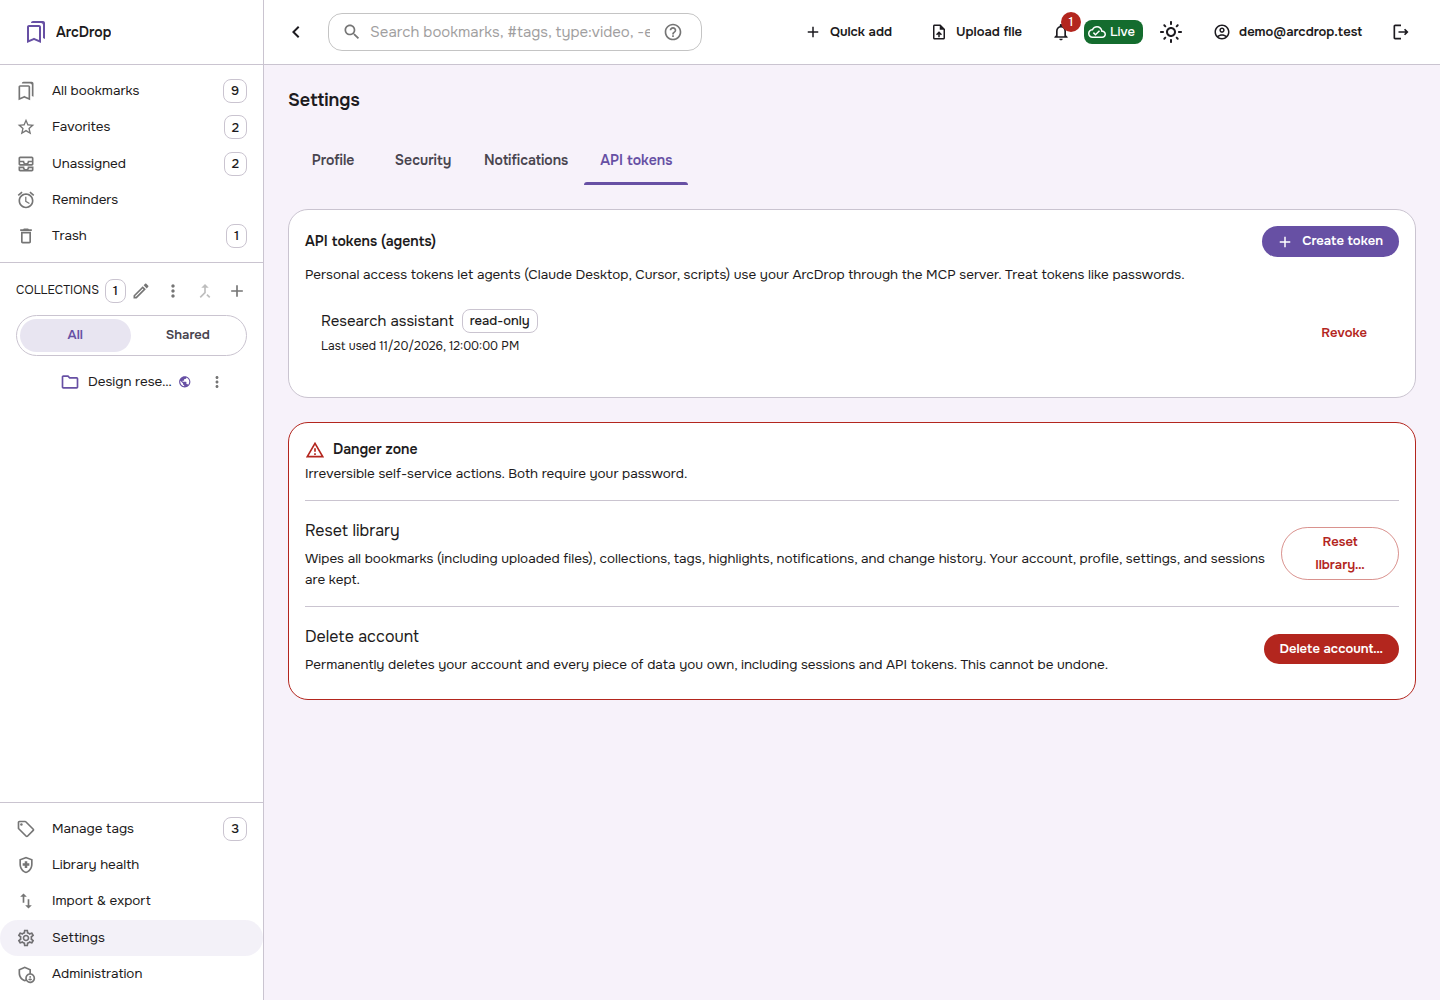 ArcDrop
Search bookmarks, #tags, type:video, -e
Quick add
Upload file
1
Live
demo@arcdrop.test
All bookmarks 9
Favorites 2
Unassigned 2
Reminders
Trash 1
COLLECTIONS 1
All Shared
Design rese...
Manage tags 3
Library health
Import & export
Settings
Administration
Settings
Profile Security Notifications API tokens
API tokens (agents)
Create token
Personal access tokens let agents (Claude Desktop, Cursor, scripts) use your ArcDrop through the MCP server. Treat tokens like passwords.
Research assistant read-only
Last used 11/20/2026, 12:00:00 PM
Revoke
Danger zone
Irreversible self-service actions. Both require your password.
Reset library
Wipes all bookmarks (including uploaded files), collections, tags, highlights, notifications, and change history. Your account, profile, settings, and sessions
are kept.
Reset
library...
Delete account
Permanently deletes your account and every piece of data you own, including sessions and API tokens. This cannot be undone.
Delete account...